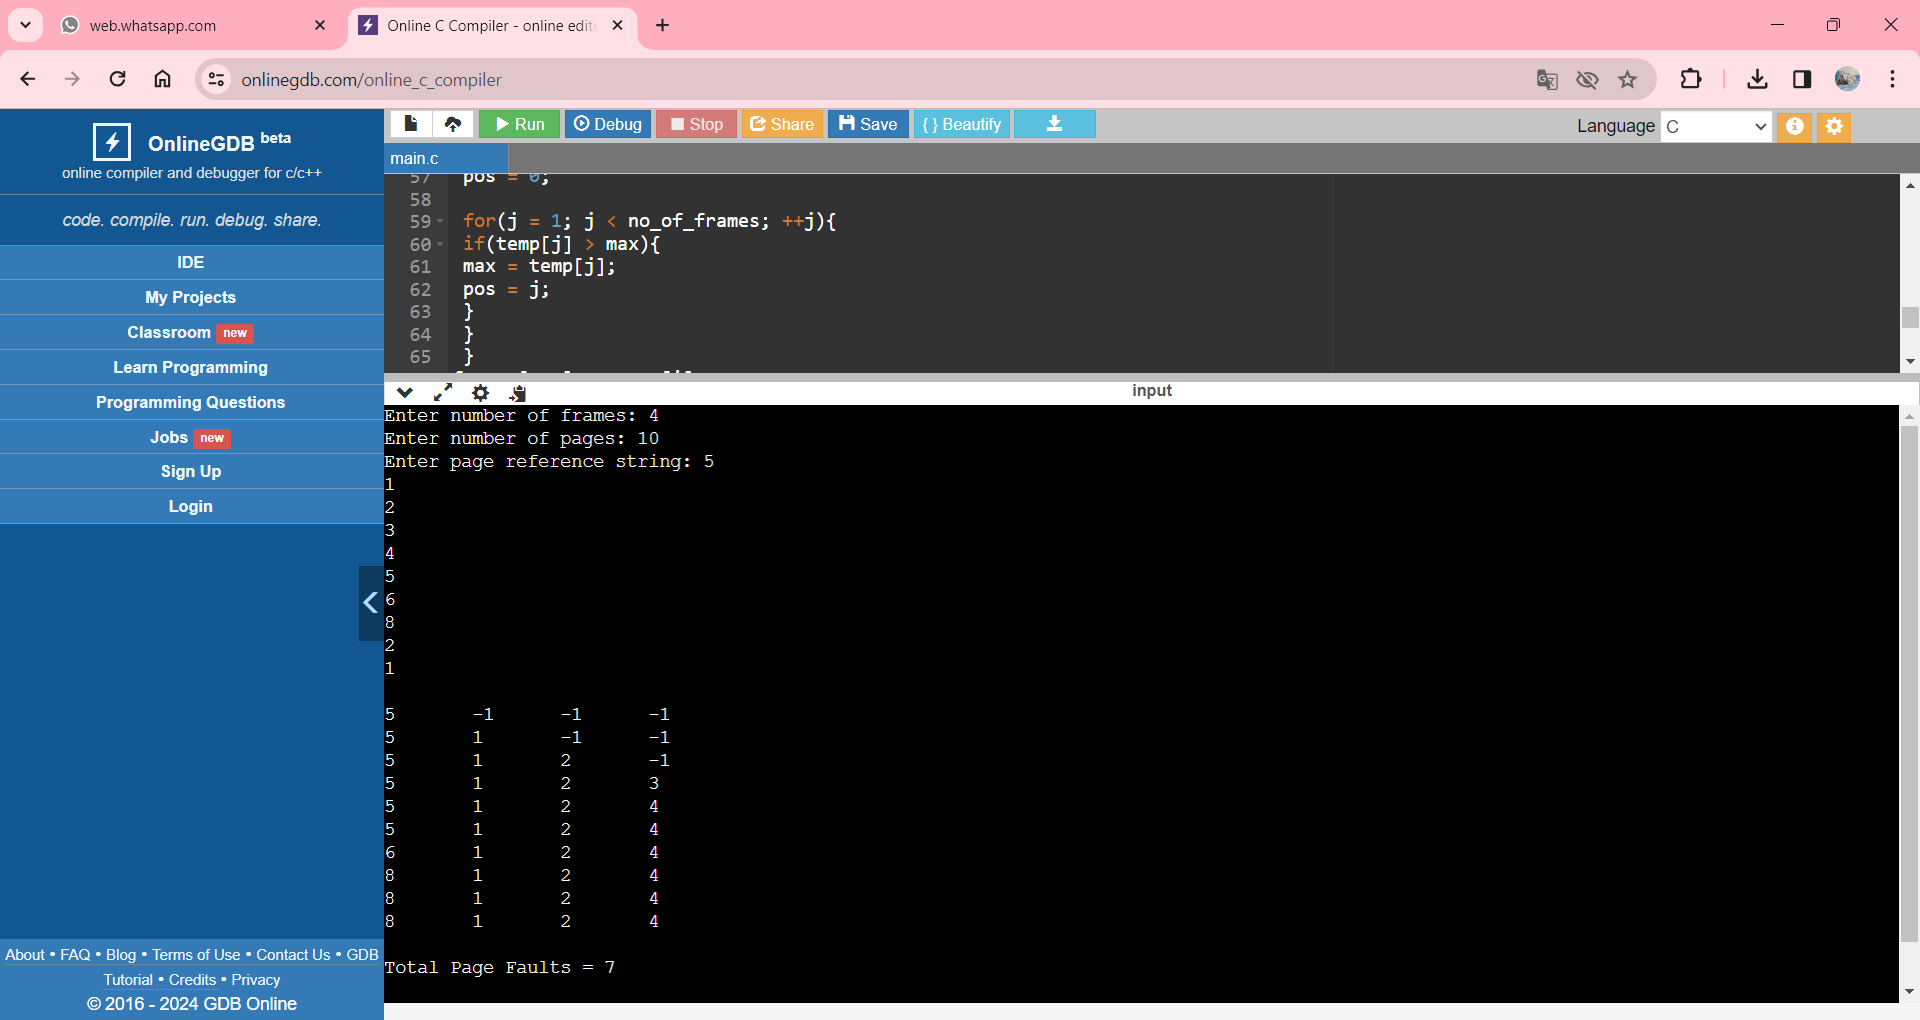 web.whatsapp.com
Online C Compiler - online edit
onlinegdb.com/online_c_compiler
OnlineGDB beta
online compiler and debugger for c/c++
code. compile. run. debug. share.
IDE
My Projects
Classroom new
Learn Programming
Programming Questions
Jobs new
Sign Up
Login
About • FAQ • Blog • Terms of Use • Contact Us • GDB
Tutorial • Credits • Privacy
© 2016 - 2024 GDB Online
Run Debug Stop Share Save { } Beautify
Language C
main.c
57 pos = 0;
58
59 for(j = 1; j < no_of_frames; ++j){
60 if(temp[j] > max){
61 max = temp[j];
62 pos = j;
63 }
64 }
65 }
input
Enter number of frames: 4
Enter number of pages: 10
Enter page reference string: 5
1
2
3
4
5
6
8
2
1
5 -1 -1 -1
5 1 -1 -1
5 1 2 -1
5 1 2 3
5 1 2 4
5 1 2 4
6 1 2 4
8 1 2 4
8 1 2 4
8 1 2 4
Total Page Faults = 7